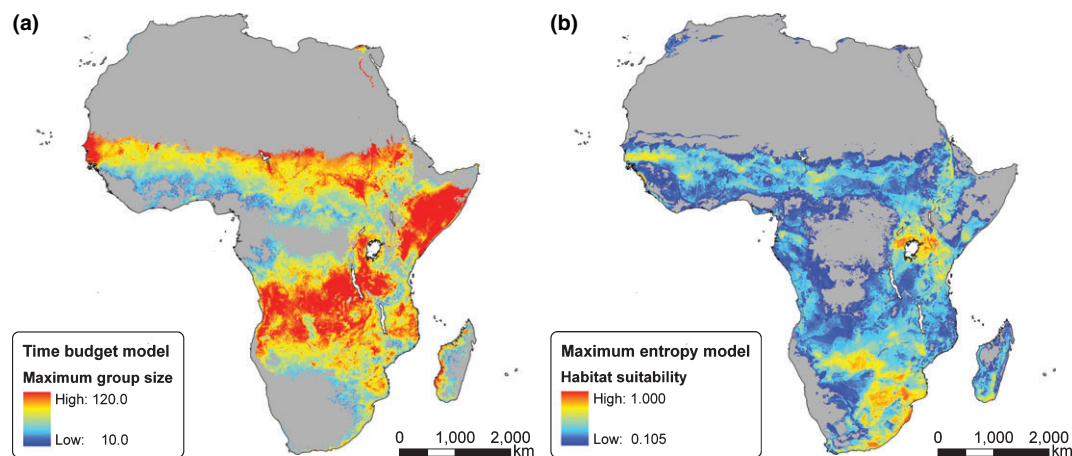 (a)
Time budget model
Maximum group size
High: 120.0
Low: 10.0
0 1,000 2,000
km
(b)
Maximum entropy model
Habitat suitability
High: 1.000
Low: 0.105
0 1,000 2,000
km